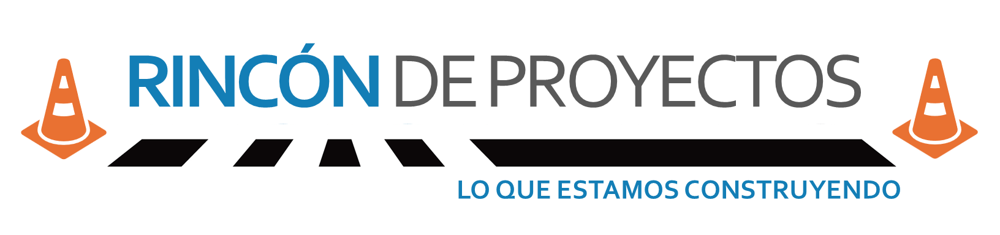 RINCÓN DE PROYECTOS
LO QUE ESTAMOS CONSTRUYENDO